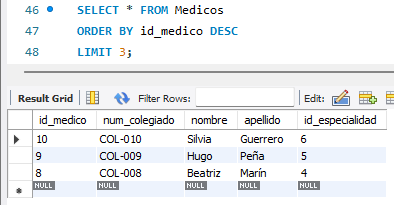 46 SELECT * FROM Medicos
47 ORDER BY id_medico DESC
48 LIMIT 3;
Result Grid Filter Rows: Edit:
id_medico num_colegiado nombre apellido id_especialidad
10 COL-010 Silvia Guerrero 6
9 COL-009 Hugo Peña 5
8 COL-008 Beatriz Marín 4
NULL NULL NULL NULL NULL